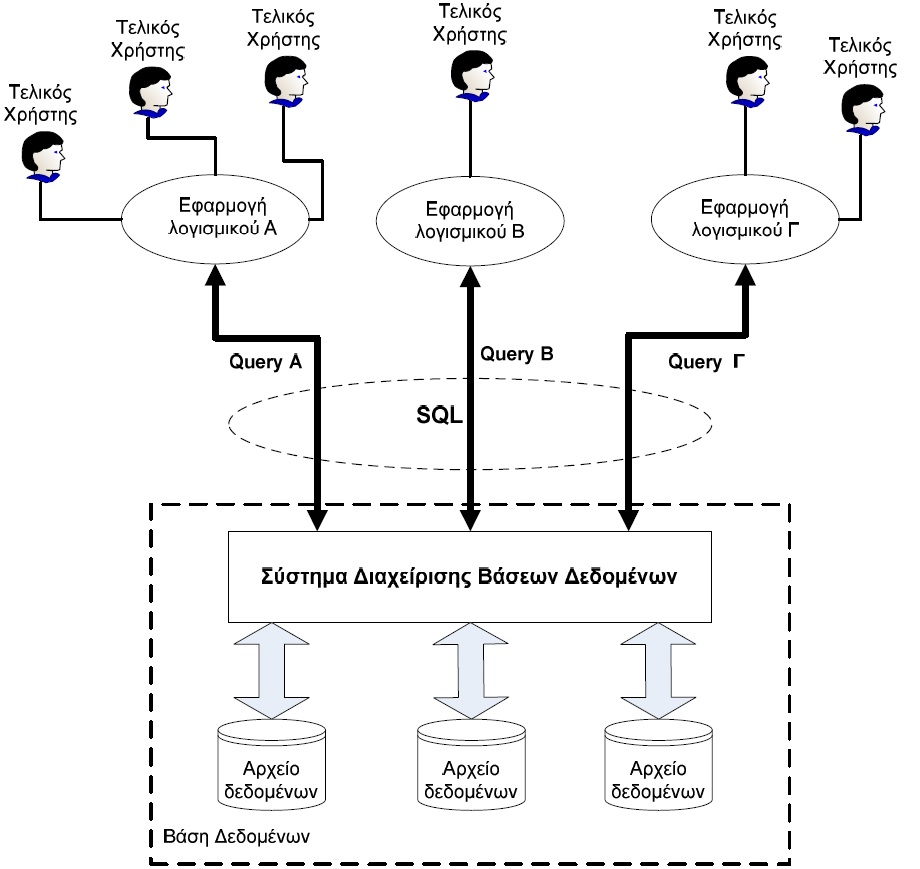 Τελικός
Χρήστης
Τελικός
Χρήστης
Τελικός
Χρήστης
Τελικός
Χρήστης
Τελικός
Χρήστης
Τελικός
Χρήστης
Εφαρμογή
λογισμικού Α
Εφαρμογή
λογισμικού Β
Εφαρμογή
λογισμικού Γ
Query A
Query B
Query Γ
SQL
Σύστημα Διαχείρισης Βάσεων Δεδομένων
Αρχείο
δεδομένων
Αρχείο
δεδομένων
Αρχείο
δεδομένων
Βάση Δεδομένων